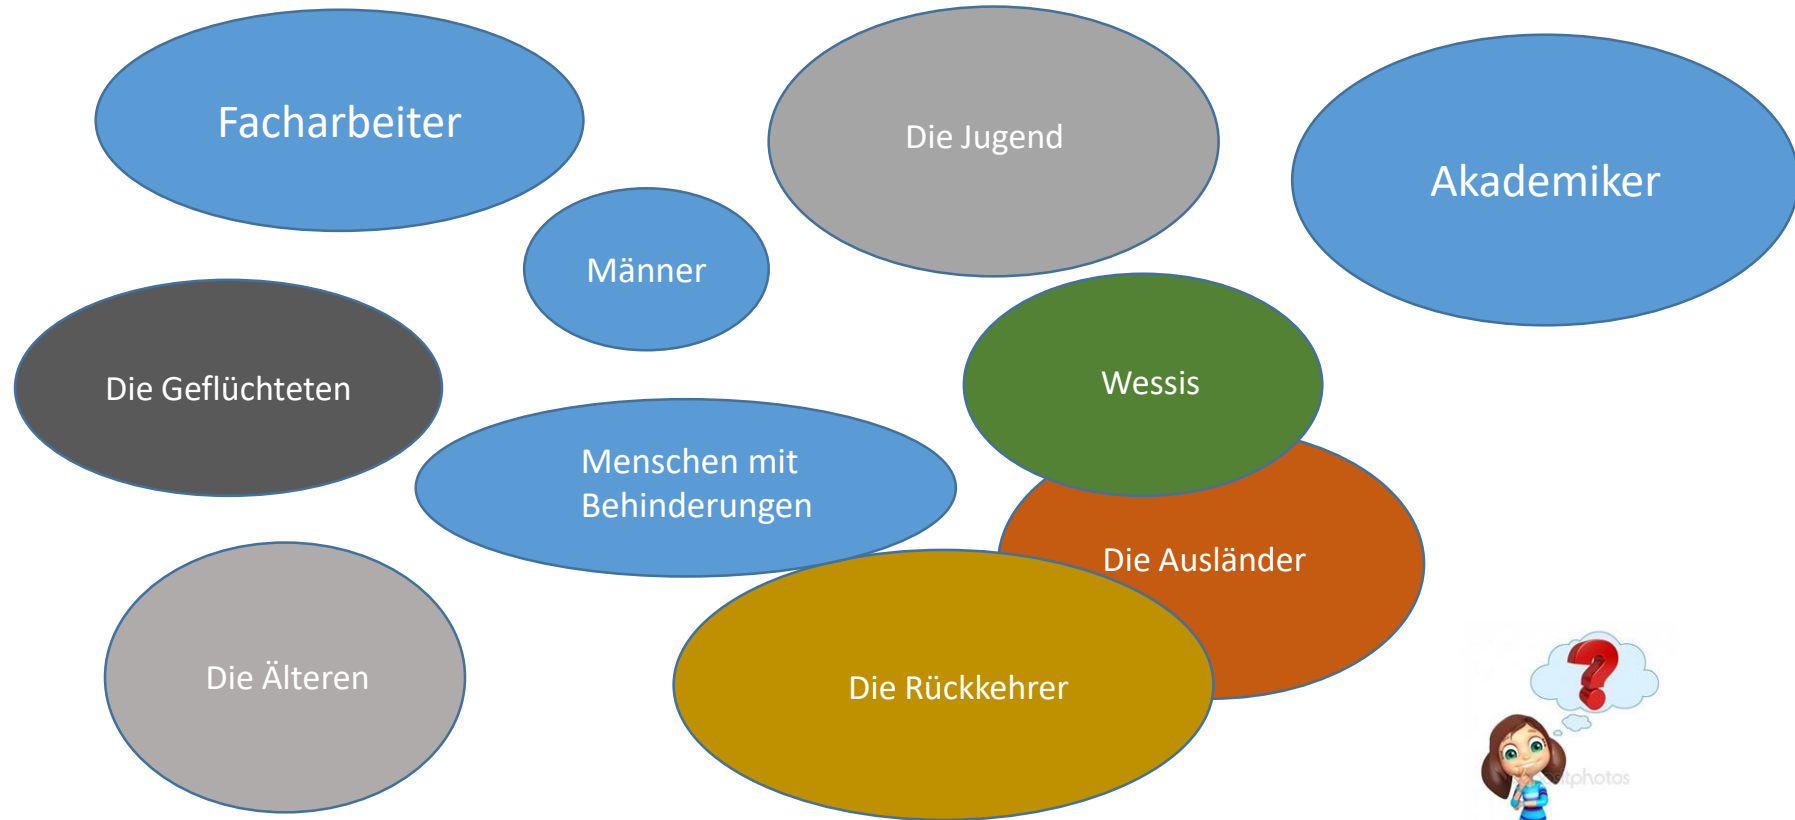 Facharbeiter
Die Jugend
Akademiker
Männer
Die Geflüchteten
Wessis
Menschen mit
Behinderungen
Die Ausländer
Die Älteren
Die Rückkehrer
?